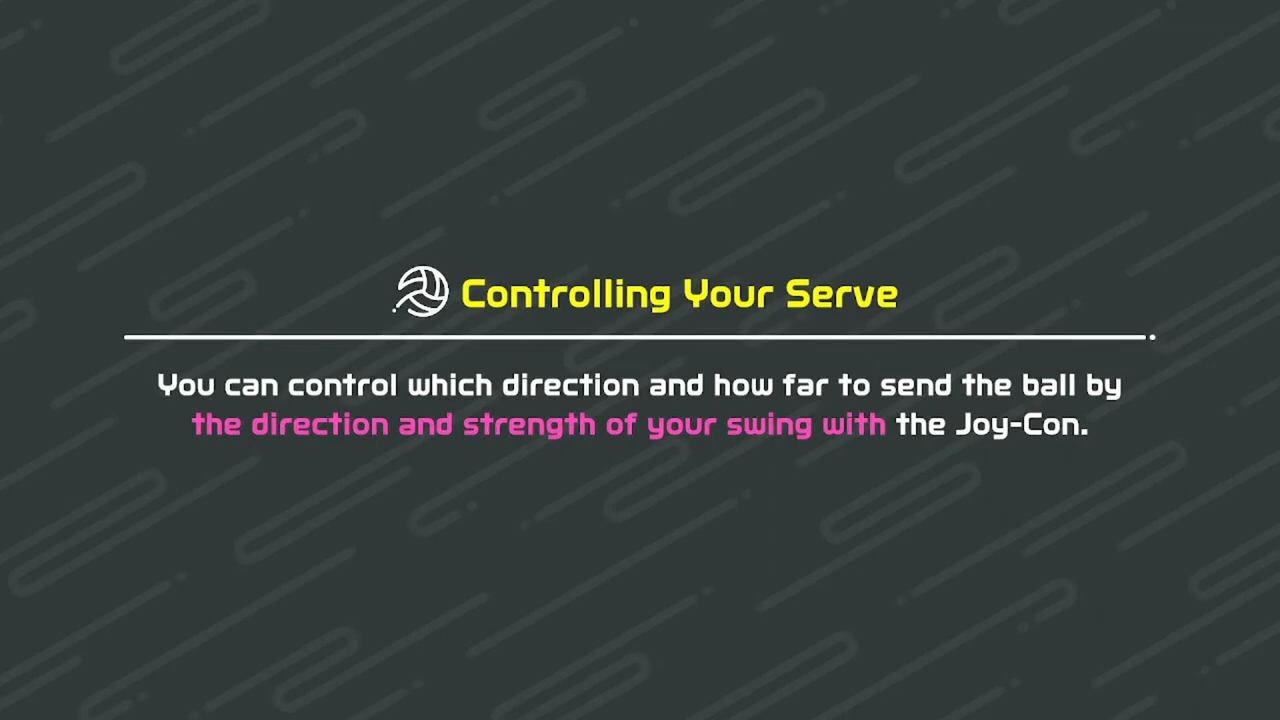 Controlling Your Serve
You can control which direction and how far to send the ball by
the direction and strength of your swing with the Joy-Con.